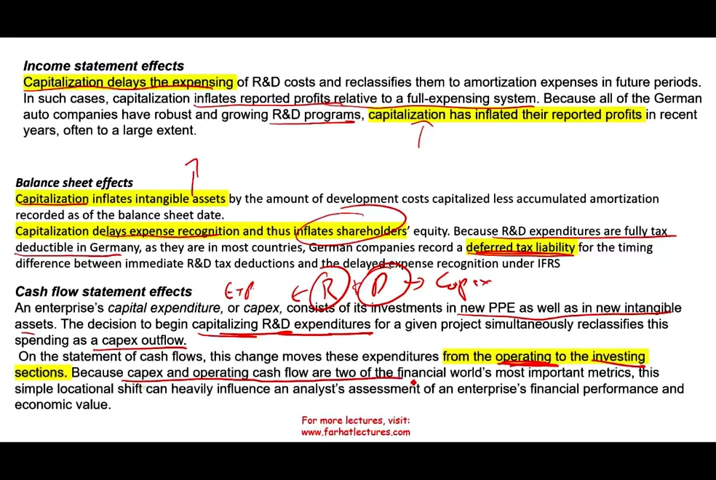 Income statement effects
Capitalization delays the expensing of R&D costs and reclassifies them to amortization expenses in future periods.
In such cases, capitalization inflates reported profits relative to a full-expensing system. Because all of the German
auto companies have robust and growing R&D programs, capitalization has inflated their reported profits in recent
years, often to a large extent.
Balance sheet effects
Capitalization inflates intangible assets by the amount of development costs capitalized less accumulated amortization
recorded as of the balance sheet date.
Capitalization delays expense recognition and thus inflates shareholders' equity. Because R&D expenditures are fully tax
deductible in Germany, as they are in most countries, German companies record a deferred tax liability for the timing
difference between immediate R&D tax deductions and the delayed expense recognition under IFRS
Cash flow statement effects
Exp ← R & D → Capex
An enterprise's capital expenditure, or capex, consists of its investments in new PPE as well as in new intangible
assets. The decision to begin capitalizing R&D expenditures for a given project simultaneously reclassifies this
spending as a capex outflow.
On the statement of cash flows, this change moves these expenditures from the operating to the investing
sections. Because capex and operating cash flow are two of the financial world's most important metrics, this
simple locational shift can heavily influence an analyst's assessment of an enterprise's financial performance and
economic value.
For more lectures, visit:
www.farhatlectures.com